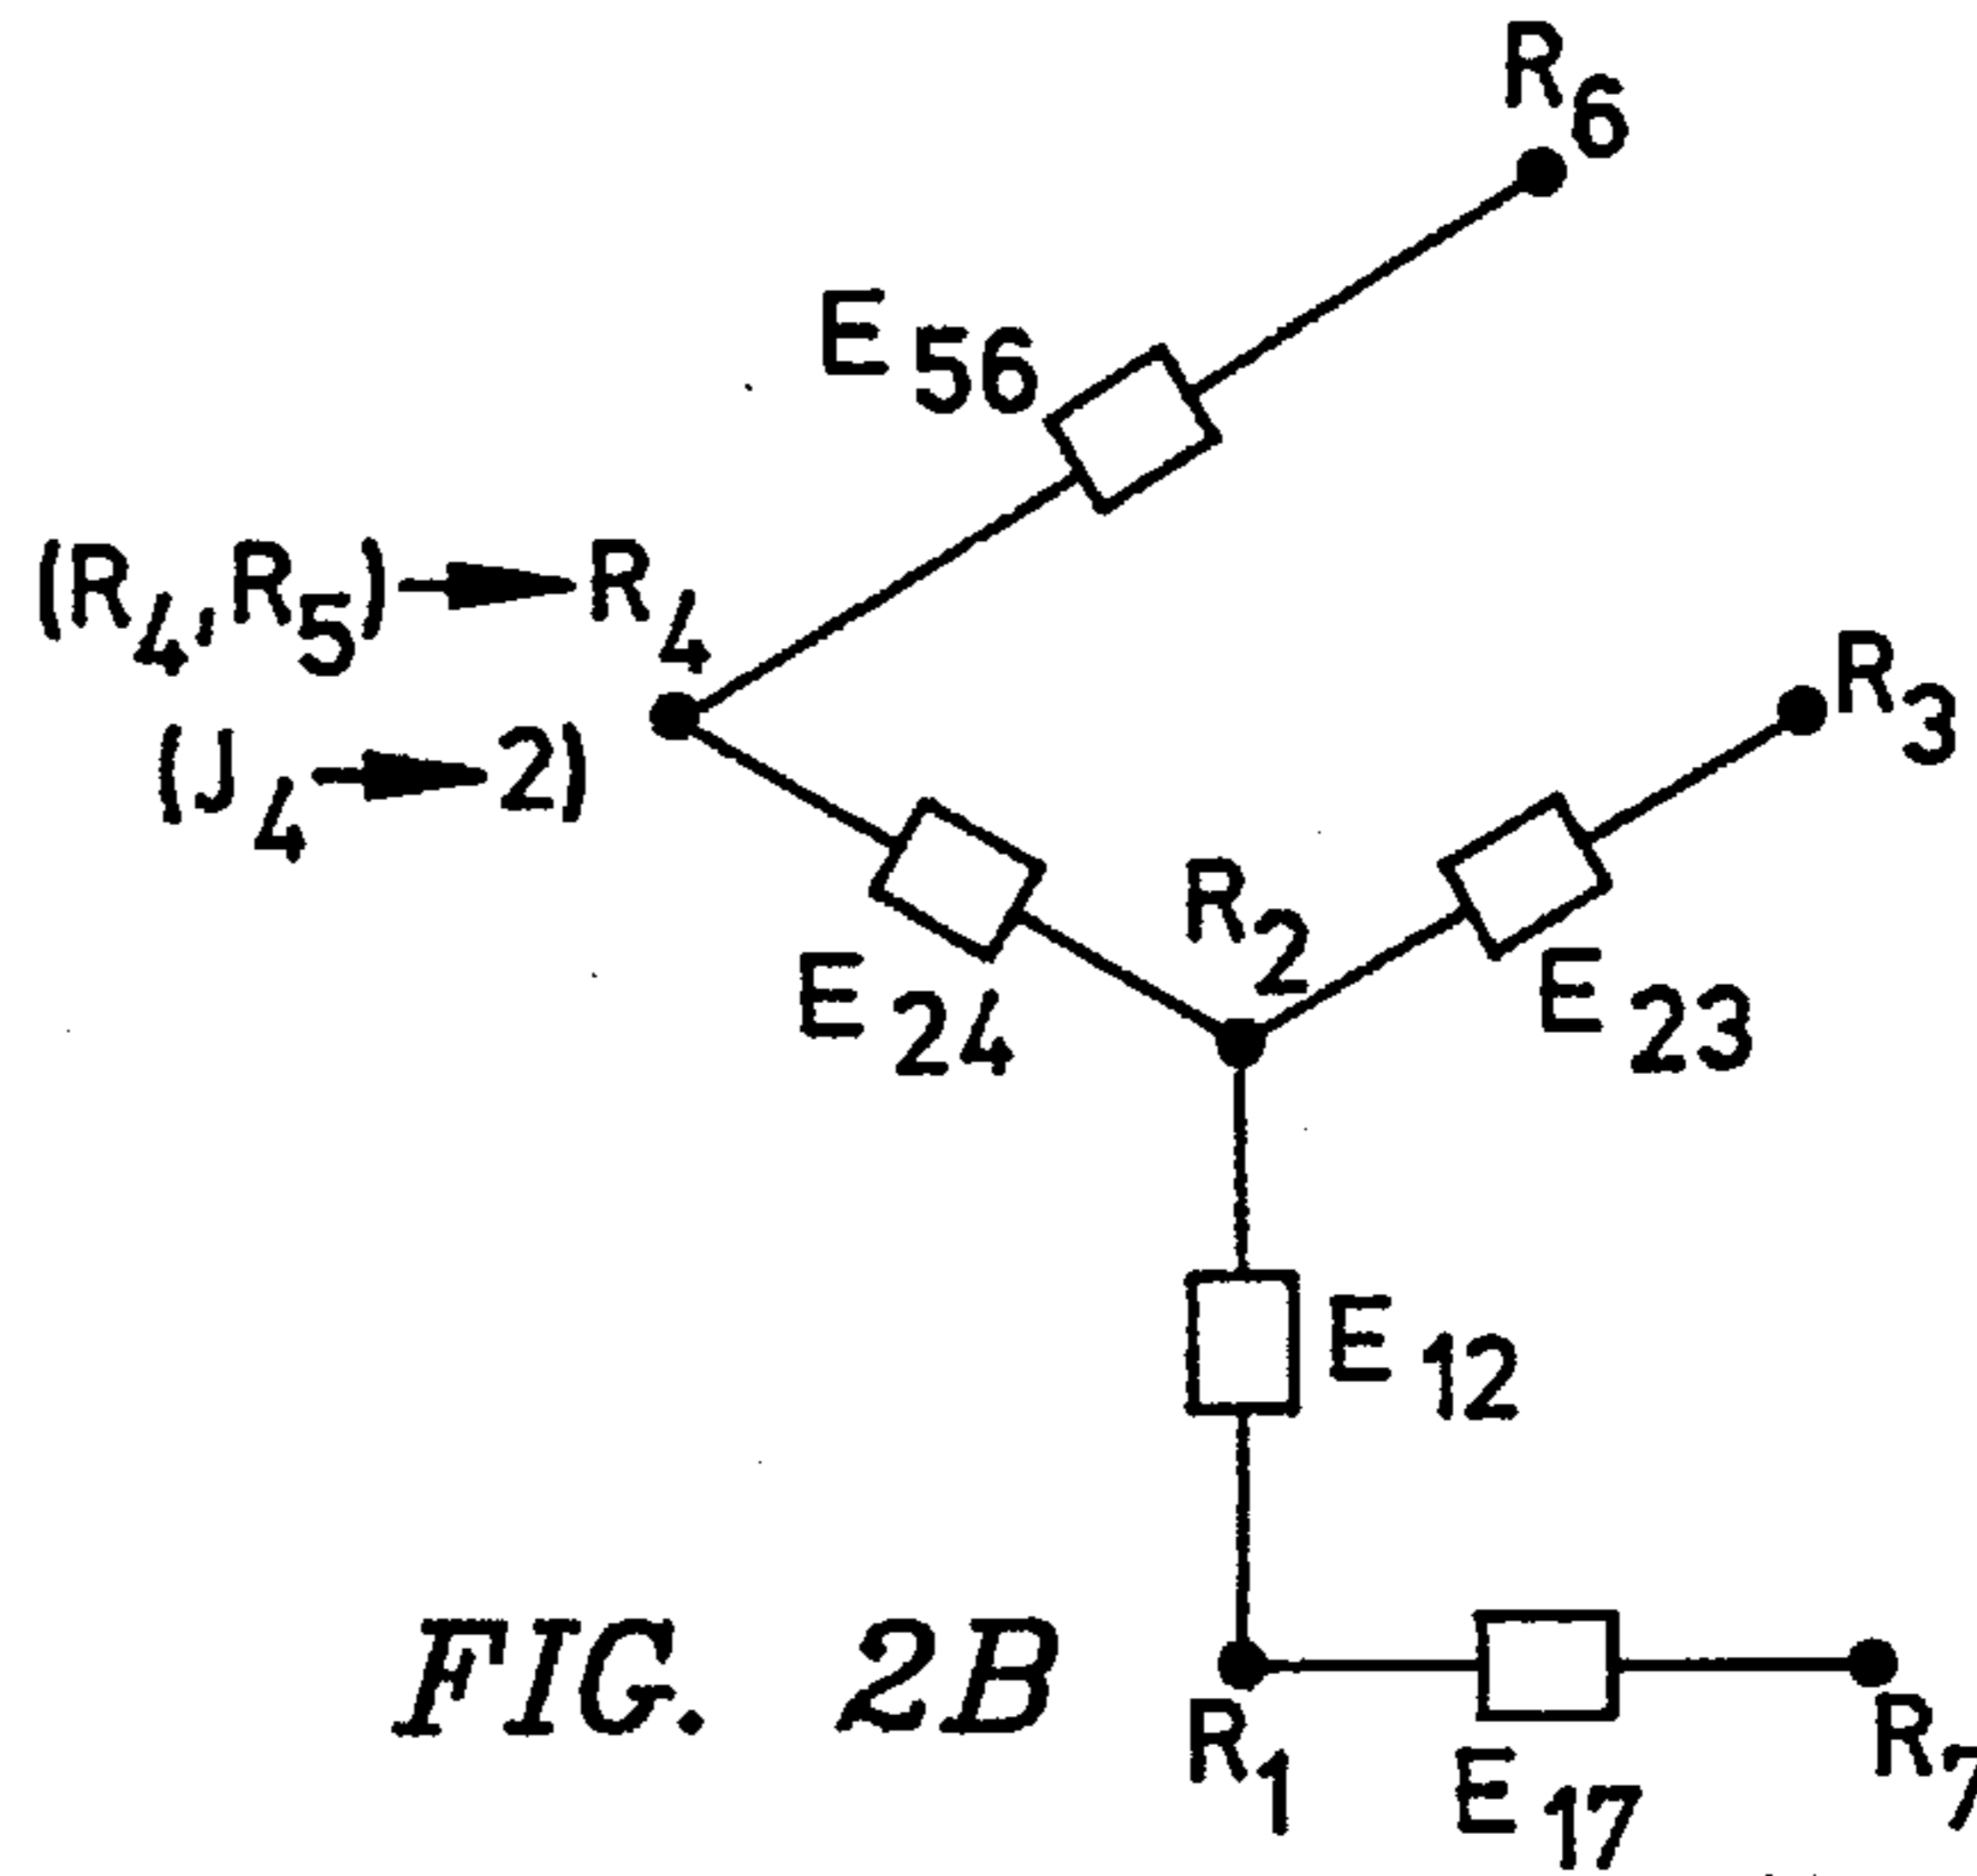 R6
E56
(R4,R5)→R4
(J4→2)
R3
R2
E23
E24
E12
FIG. 2B
R1
E17
R7